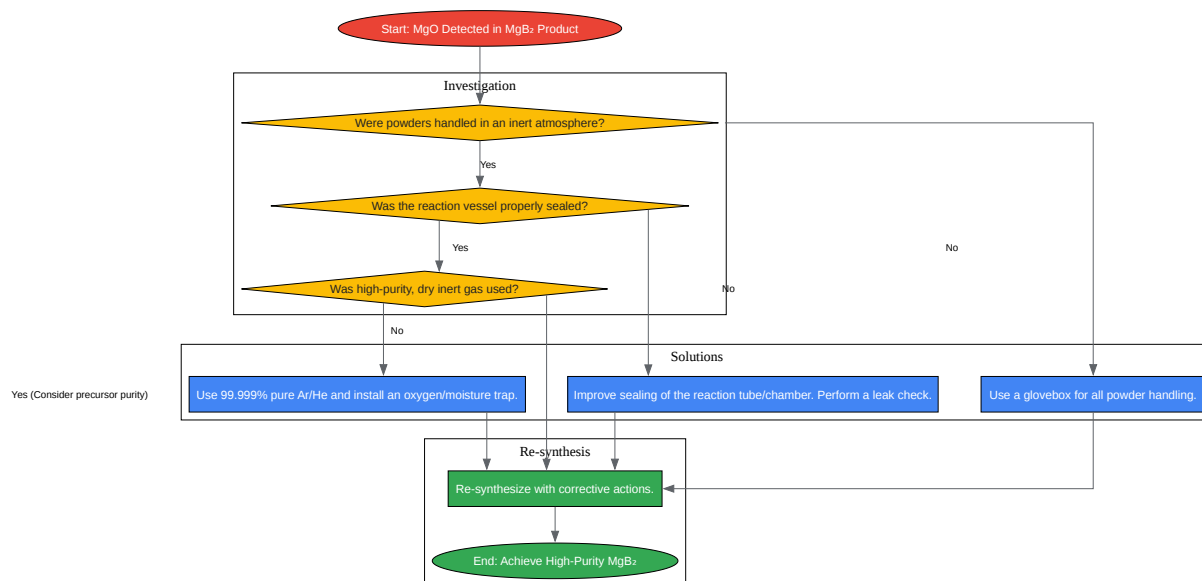 Start: MgO Detected in MgB₂ Product
Investigation
Were powders handled in an inert atmosphere?
Yes
Was the reaction vessel properly sealed?
Yes
No
Was high-purity, dry inert gas used?
No
No
Solutions
Yes (Consider precursor purity)
Use 99.999% pure Ar/He and install an oxygen/moisture trap.
Improve sealing of the reaction tube/chamber. Perform a leak check.
Use a glovebox for all powder handling.
Re-synthesis
Re-synthesize with corrective actions.
End: Achieve High-Purity MgB₂